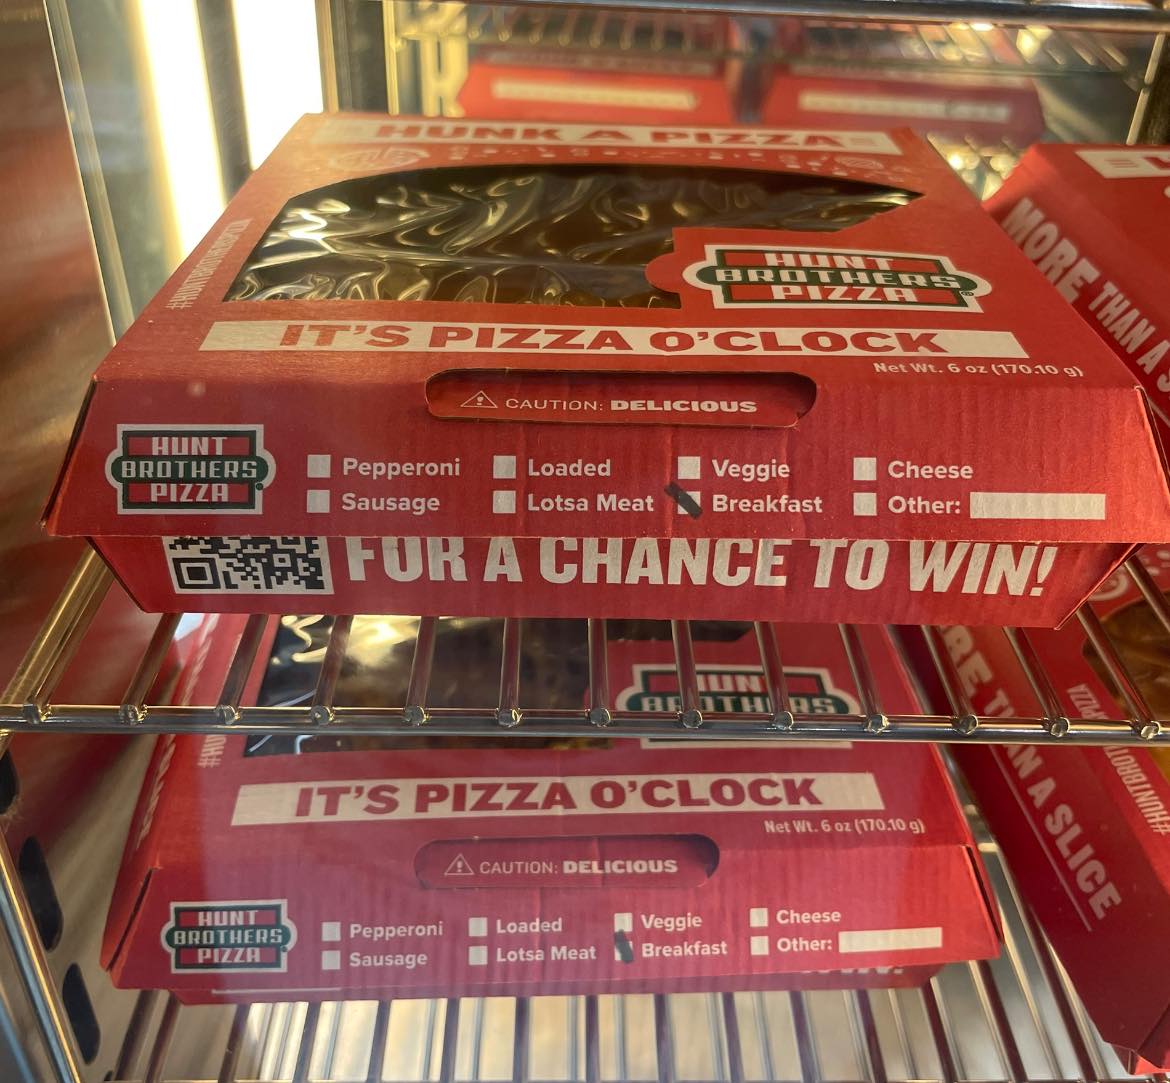 HUNK A PIZZA
#HUNTBROTHERSPIZZA
HUNT
BROTHERS®
PIZZA
IT'S PIZZA O'CLOCK
Net Wt. 6 oz (170.10 g)
CAUTION: DELICIOUS
HUNT
BROTHERS
PIZZA
Pepperoni
Loaded
Veggie
Cheese
Sausage
Lotsa Meat
Breakfast
Other:
FOR A CHANCE TO WIN!
MORE THAN A
HUNT
BROTHERS
IT'S PIZZA O'CLOCK
Net Wt. 6 oz (170.10 g)
CAUTION: DELICIOUS
HUNT
BROTHERS
PIZZA
Pepperoni
Loaded
Veggie
Cheese
Sausage
Lotsa Meat
Breakfast
Other:
THAN A SLICE